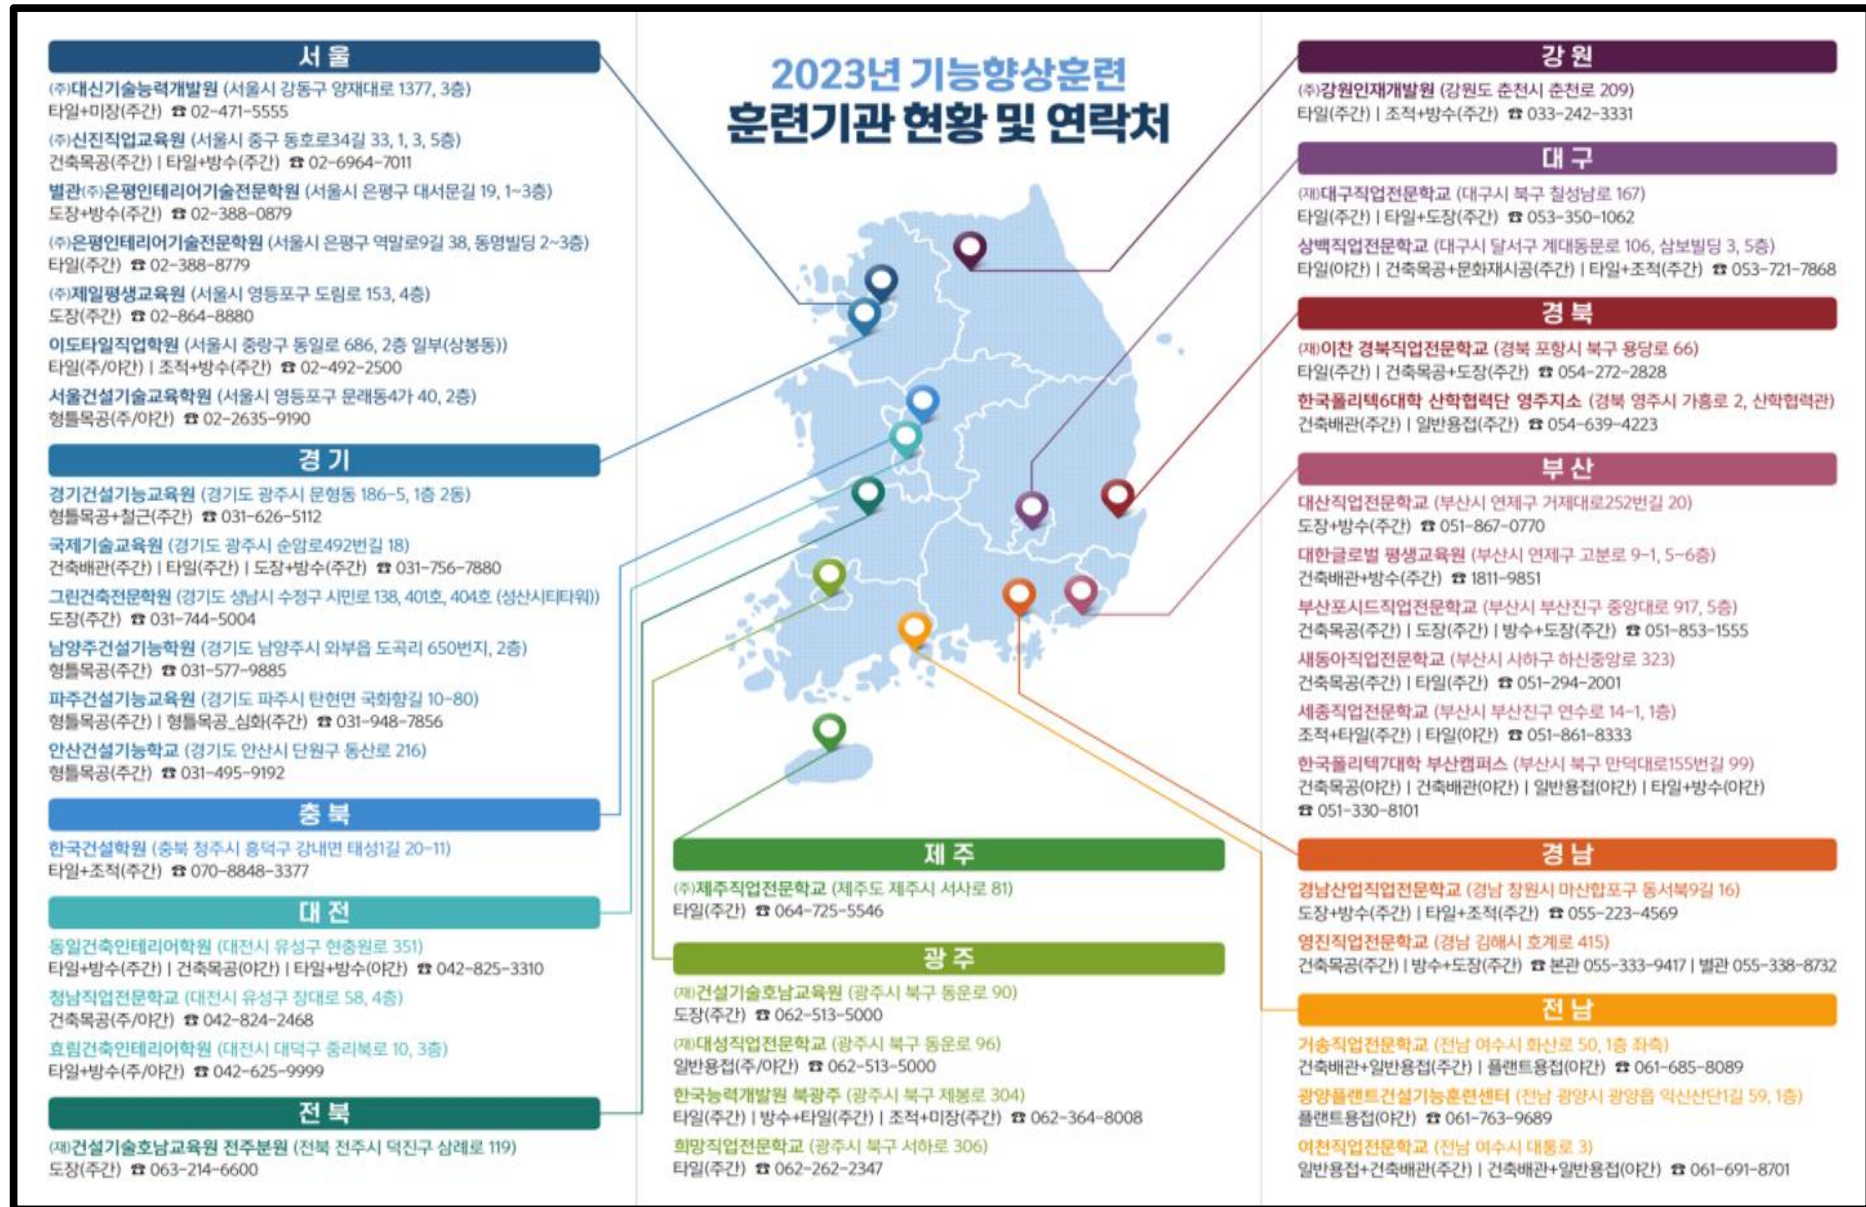 2023년 기능향상훈련
훈련기관 현황 및 연락처
서울
(주)대신기술능력개발원 (서울시 강동구 양재대로 1377, 3층)
타일+미장(주간) ☎ 02-471-5555
(주)신진직업교육원 (서울시 중구 동호로34길 33, 1, 3, 5층)
건축목공(주간) | 타일+방수(주간) ☎ 02-6964-7011
별관(주)은평인테리어기술전문학원 (서울시 은평구 대서문길 19, 1~3층)
도장+방수(주간) ☎ 02-388-0879
(주)은평인테리어기술전문학원 (서울시 은평구 역말로9길 38, 동명빌딩 2~3층)
타일(주간) ☎ 02-388-8779
(주)제일평생교육원 (서울시 영등포구 도림로 153, 4층)
도장(주간) ☎ 02-864-8880
이도타일직업학원 (서울시 중랑구 동일로 686, 2층 일부(상봉동))
타일(주/야간) | 조적+방수(주간) ☎ 02-492-2500
서울건설기술교육학원 (서울시 영등포구 문래동4가 40, 2층)
형틀목공(주/야간) ☎ 02-2635-9190
경기
경기건설기능교육원 (경기도 광주시 문형동 186-5, 1층 2동)
형틀목공+철근(주간) ☎ 031-626-5112
국제기술교육원 (경기도 광주시 순암로492번길 18)
건축배관(주간) | 타일(주간) | 도장+방수(주간) ☎ 031-756-7880
그린건축전문학원 (경기도 성남시 수정구 시민로 138, 401호, 404호 (성산시티타워))
도장(주간) ☎ 031-744-5004
남양주건설기능학원 (경기도 남양주시 와부읍 도곡리 650번지, 2층)
형틀목공(주간) ☎ 031-577-9885
파주건설기능교육원 (경기도 파주시 탄현면 국화향길 10-80)
형틀목공(주간) | 형틀목공_심화(주간) ☎ 031-948-7856
안산건설기능학교 (경기도 안산시 단원구 동산로 216)
형틀목공(주간) ☎ 031-495-9192
충북
한국건설학원 (충북 청주시 흥덕구 강내면 태성1길 20-11)
타일+조적(주간) ☎ 070-8848-3377
대전
동일건축인테리어학원 (대전시 유성구 현충원로 351)
타일+방수(주간) | 건축목공(야간) | 타일+방수(야간) ☎ 042-825-3310
청남직업전문학교 (대전시 유성구 장대로 58, 4층)
건축목공(주/야간) ☎ 042-824-2468
효림건축인테리어학원 (대전시 대덕구 중리북로 10, 3층)
타일+방수(주/야간) ☎ 042-625-9999
전북
(재)건설기술호남교육원 전주분원 (전북 전주시 덕진구 삼례로 119)
도장(주간) ☎ 063-214-6600
제주
(주)제주직업전문학교 (제주도 제주시 서사로 81)
타일(주간) ☎ 064-725-5546
광주
(재)건설기술호남교육원 (광주시 북구 동운로 90)
도장(주간) ☎ 062-513-5000
(재)대성직업전문학교 (광주시 북구 동운로 96)
일반용접(주/야간) ☎ 062-513-5000
한국능력개발원 북광주 (광주시 북구 제봉로 304)
타일(주간) | 방수+타일(주간) | 조적+미장(주간) ☎ 062-364-8008
희망직업전문학교 (광주시 북구 서하로 306)
타일(주간) ☎ 062-262-2347
강원
(주)강원인재개발원 (강원도 춘천시 춘천로 209)
타일(주간) | 조적+방수(주간) ☎ 033-242-3331
대구
(재)대구직업전문학교 (대구시 북구 칠성남로 167)
타일(주간) | 타일+도장(주간) ☎ 053-350-1062
상백직업전문학교 (대구시 달서구 계대동문로 106, 삼보빌딩 3, 5층)
타일(야간) | 건축목공+문화재시공(주간) | 타일+조적(주간) ☎ 053-721-7868
경북
(재)이찬 경북직업전문학교 (경북 포항시 북구 용당로 66)
타일(주간) | 건축목공+도장(주간) ☎ 054-272-2828
한국폴리텍6대학 산학협력단 영주지소 (경북 영주시 가흥로 2, 산학협력관)
건축배관(주간) | 일반용접(주간) ☎ 054-639-4223
부산
대산직업전문학교 (부산시 연제구 거제대로252번길 20)
도장+방수(주간) ☎ 051-867-0770
대한글로벌 평생교육원 (부산시 연제구 고분로 9-1, 5~6층)
건축배관+방수(주간) ☎ 1811-9851
부산포시드직업전문학교 (부산시 부산진구 중앙대로 917, 5층)
건축목공(주간) | 도장(주간) | 방수+도장(주간) ☎ 051-853-1555
새동아직업전문학교 (부산시 사하구 하신중앙로 323)
건축목공(주간) | 타일(주간) ☎ 051-294-2001
세종직업전문학교 (부산시 부산진구 연수로 14-1, 1층)
조적+타일(주간) | 타일(야간) ☎ 051-861-8333
한국폴리텍7대학 부산캠퍼스 (부산시 북구 만덕대로155번길 99)
건축목공(야간) | 건축배관(야간) | 일반용접(야간) | 타일+방수(야간)
☎ 051-330-8101
경남
경남산업직업전문학교 (경남 창원시 마산합포구 동서북9길 16)
도장+방수(주간) | 타일+조적(주간) ☎ 055-223-4569
영진직업전문학교 (경남 김해시 호계로 415)
건축목공(주간) | 방수+도장(주간) ☎ 본관 055-333-9417 | 별관 055-338-8732
전남
거송직업전문학교 (전남 여수시 화산로 50, 1층 좌측)
건축배관+일반용접(주간) | 플랜트용접(야간) ☎ 061-685-8089
광양플랜트건설기능훈련센터 (전남 광양시 광양읍 익신산단1길 59, 1층)
플랜트용접(야간) ☎ 061-763-9689
여천직업전문학교 (전남 여수시 대통로 3)
일반용접+건축배관(주간) | 건축배관+일반용접(야간) ☎ 061-691-8701